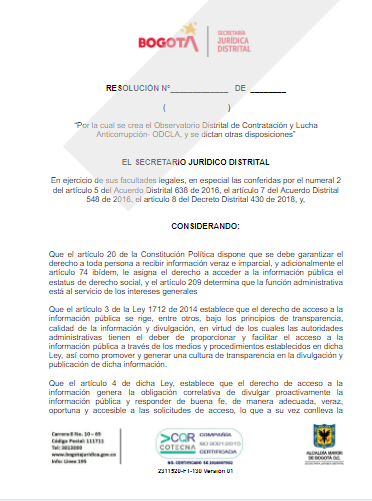 BOGOTÁ
SECRETARÍA
JURÍDICA
DISTRITAL
RESOLUCIÓN N°_____________ DE ________
( )
“Por la cual se crea el Observatorio Distrital de Contratación y Lucha
Anticorrupción- ODCLA, y se dictan otras disposiciones”
EL SECRETARIO JURÍDICO DISTRITAL
En ejercicio de sus facultades legales, en especial las conferidas por el numeral 2
del artículo 5 del Acuerdo Distrital 638 de 2016, el artículo 7 del Acuerdo Distrital
548 de 2016, el articulo 8 del Decreto Distrital 430 de 2018, y,
CONSIDERANDO:
Que el artículo 20 de la Constitución Política dispone que se debe garantizar el
derecho a toda persona a recibir información veraz e imparcial, y adicionalmente el
artículo 74 ibídem, le asigna el derecho a acceder a la información pública el
estatus de derecho social, y el artículo 209 determina que la función administrativa
está al servicio de los intereses generales
Que el artículo 3 de la Ley 1712 de 2014 establece que el derecho de acceso a la
información pública se rige, entre otros, bajo los principios de transparencia,
calidad de la información y divulgación, en virtud de los cuales las autoridades
administrativas tienen el deber de proporcionar y facilitar el acceso a la
información pública a través de los medios y procedimientos establecidos en dicha
Ley, así como promover y generar una cultura de transparencia en la divulgación y
publicación de dicha información.
Que el artículo 4 de dicha Ley, establece que el derecho de acceso a la
información genera la obligación correlativa de divulgar proactivamente la
información pública y responder de buena fe, de manera adecuada, veraz,
oportuna y accesible a las solicitudes de acceso, lo que a su vez conlleva la
Carrera 8 No. 10 – 65
Código Postal: 111711
Tel: 3813000
www.bogotajuridica.gov.co
Info: Línea 195
CQR
COTECNA
COMPAÑÍA
ISO 9001:2015
CERTIFICADA
2311520-FT-130 Versión 01
ALCALDÍA MAYOR
DE BOGOTÁ D.C.